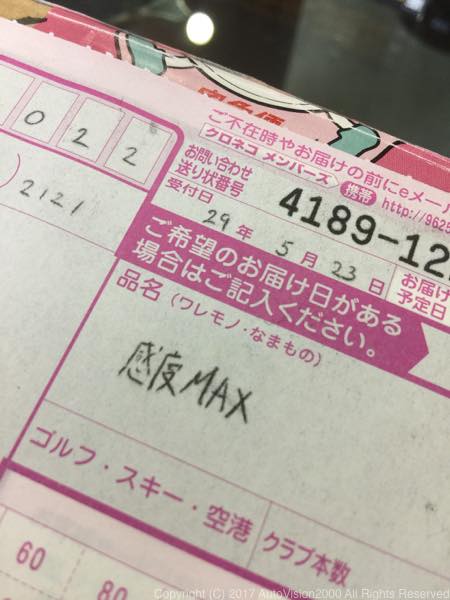 ご不在時やお届けの前にeメール
0 2 2
クロネコ メンバーズ 携帯 http://9625
お問い合わせ
送り状番号 4189-12
2121
受付日 29年 5月 23日
お届け
予定日
ご希望のお届け日がある
場合はご記入ください。
品名 (ワレモノ・なまもの)
感度MAX
ゴルフ・スキー・空港
クラブ本数
60 80
Copyright (C) 2017 AutoVision2000 All Rights Reserved.